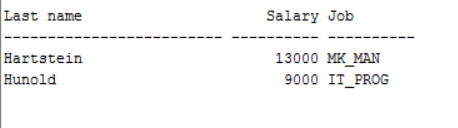 Last name                     Salary Job
------------------------- ---------- ----------
Hartstein                      13000 MK_MAN
Hunold                          9000 IT_PROG